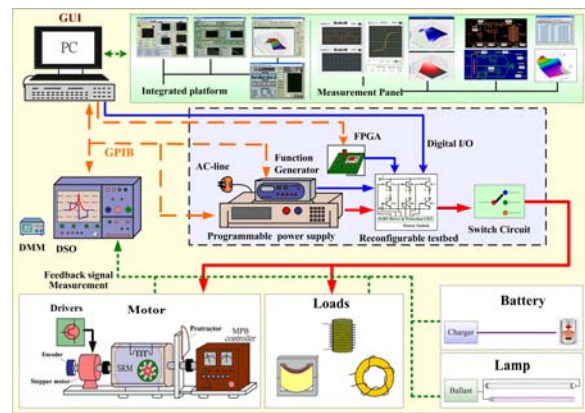 GUI
PC
Integrated platform
Measurement Panel
GPIB
FPGA
Digital I/O
AC-line
Function
Generator
Programmable power supply
Reconfigurable testbed
Switch Circuit
DMM
DSO
Feedback signal
Measurement
Motor
Drivers
Protractor
MPB
controller
Encoder
SRM
Stepper motor
Loads
Battery
Charger
Lamp
Ballast